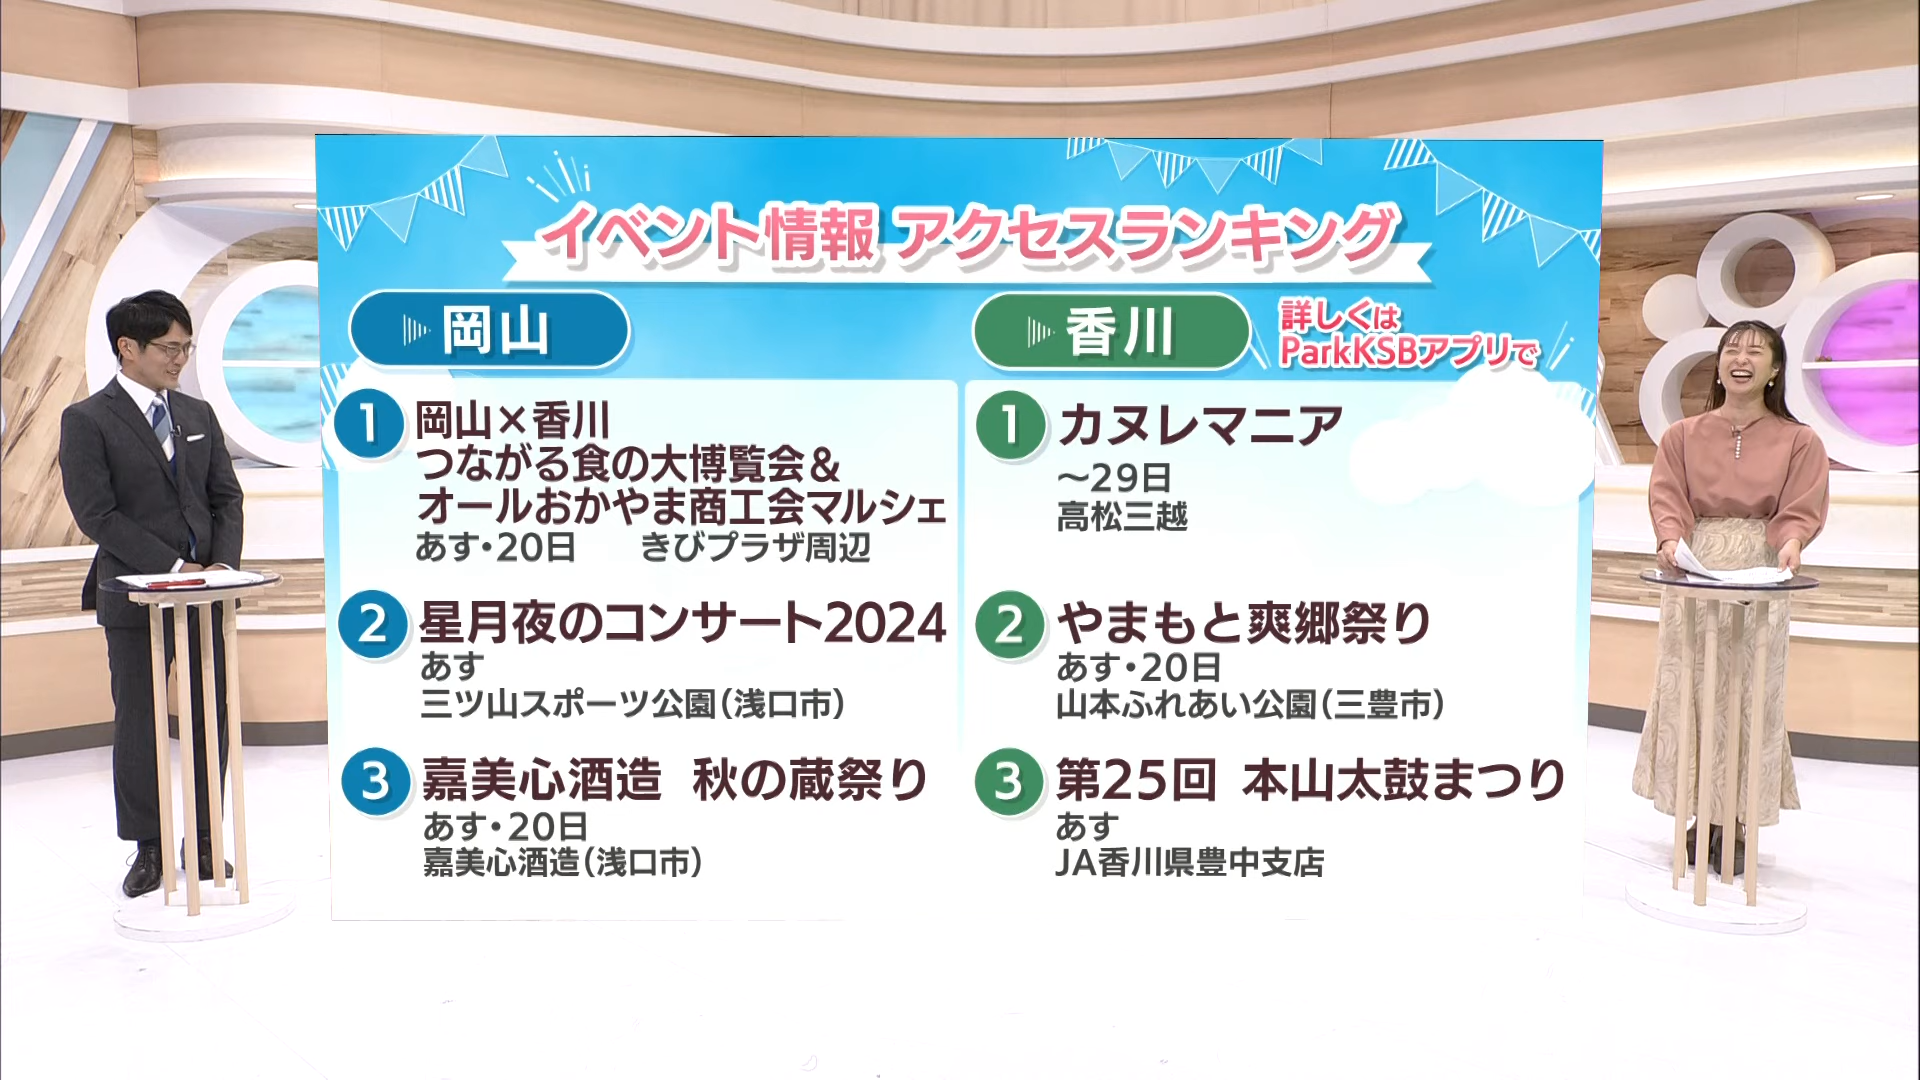 イベント情報 アクセスランキング
岡山
1 岡山×香川
つながる食の大博覧会&
オールおかやま商工会マルシェ
あす・20日 きびプラザ周辺
2 星月夜のコンサート2024
あす
三ツ山スポーツ公園(浅口市)
3 嘉美心酒造 秋の蔵祭り
あす・20日
嘉美心酒造(浅口市)
香川
詳しくは
ParkKSBアプリで
1 カヌレマニア
～29日
高松三越
2 やまもと爽郷祭り
あす・20日
山本ふれあい公園(三豊市)
3 第25回 本山太鼓まつり
あす
JA香川県豊中支店